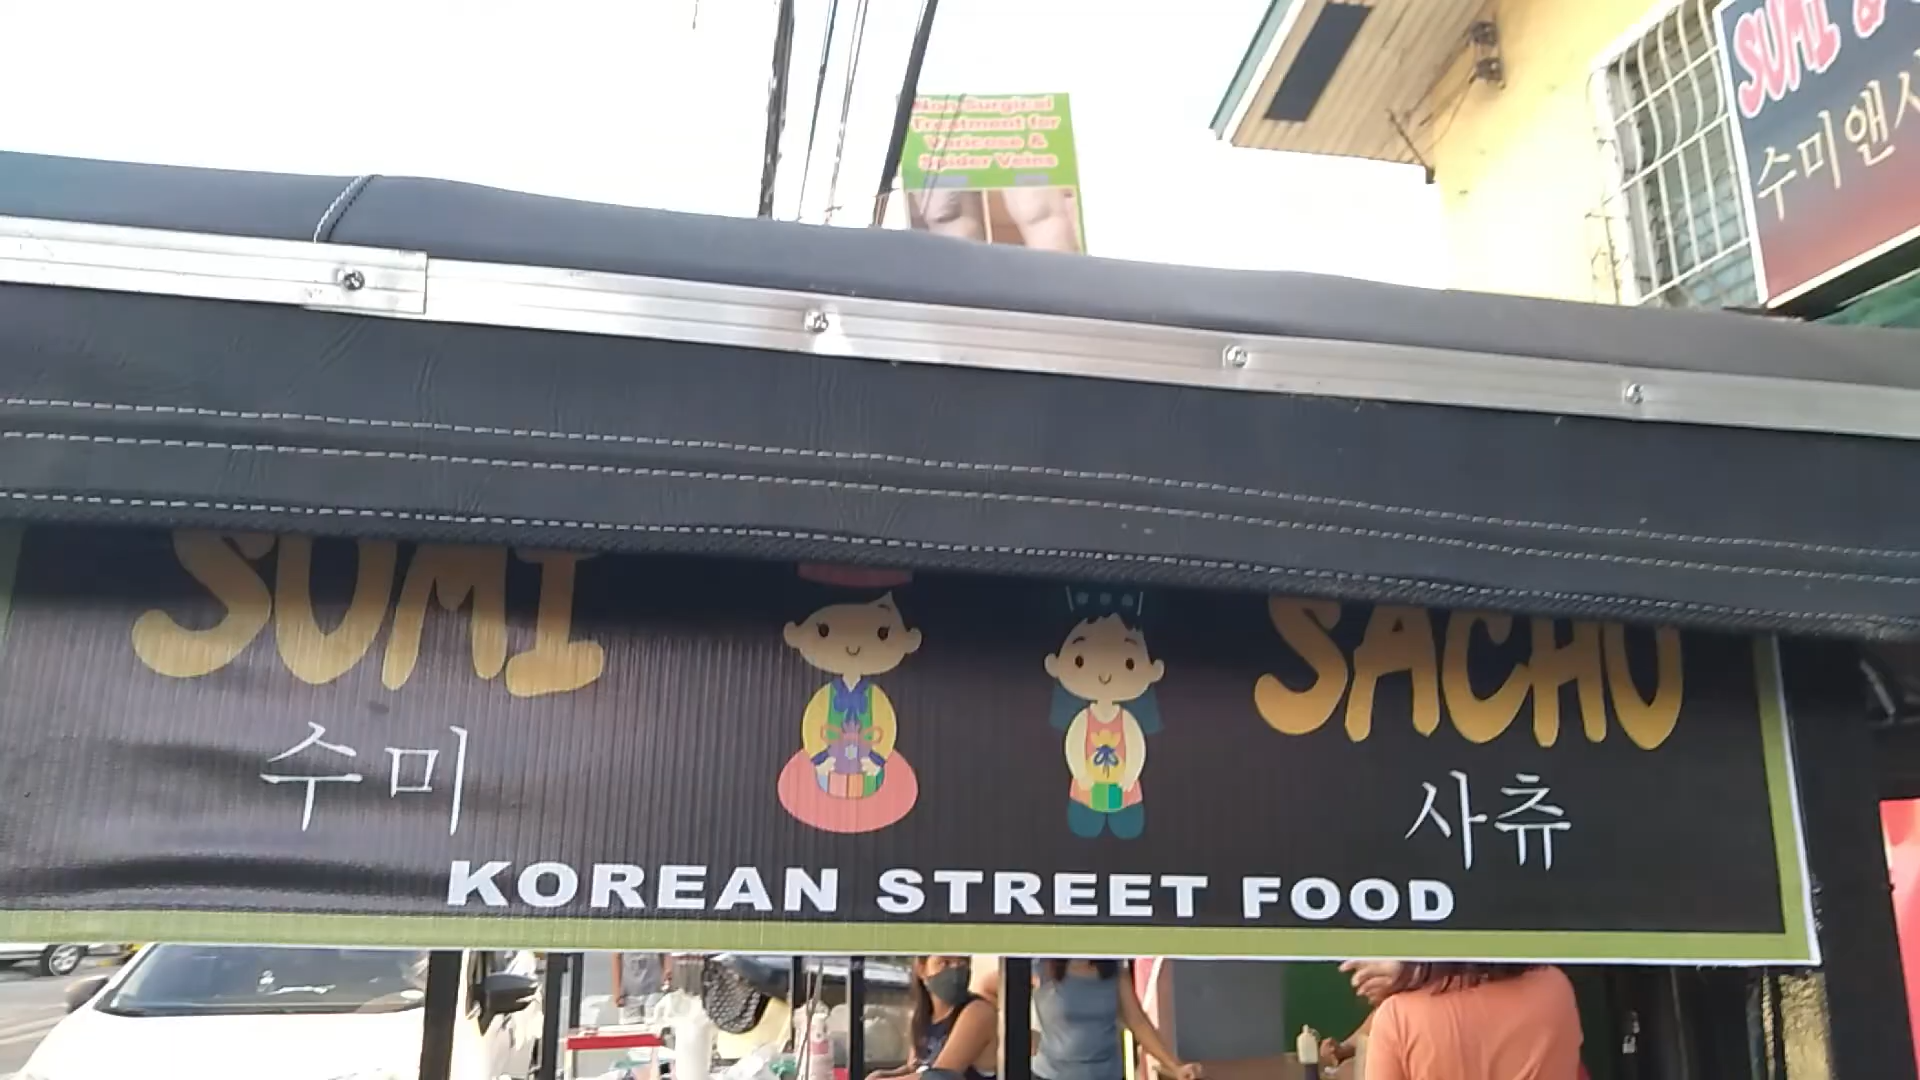 Non Surgical
Treatment for
Varicose &
Spider Veins
SUMI &
수미앤사
SUMI
SACHU
수미
사츄
KOREAN STREET FOOD